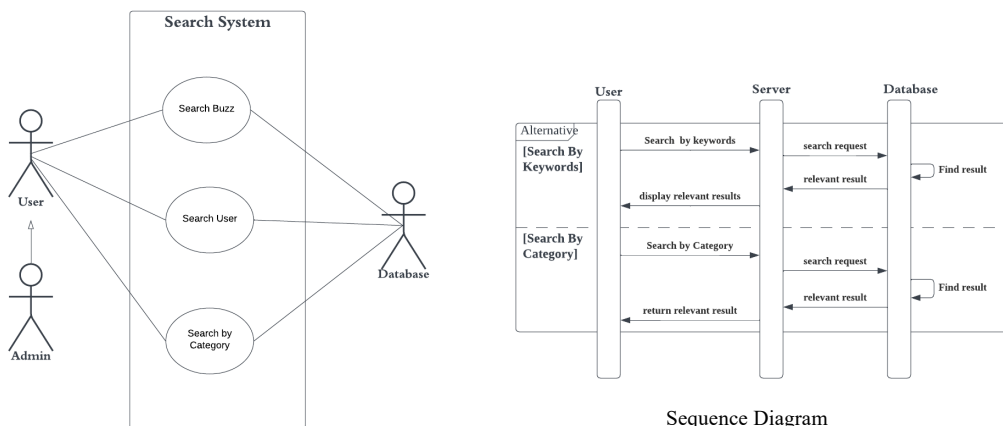 Search System
Search Buzz
User
Search User
Database
Admin
Search by
Category
User
Server
Database
Alternative
[Search By
Keywords]
Search by keywords
search request
Find result
relevant result
display relevant results
[Search By
Category]
Search by Category
search request
Find result
relevant result
return relevant result
Sequence Diagram